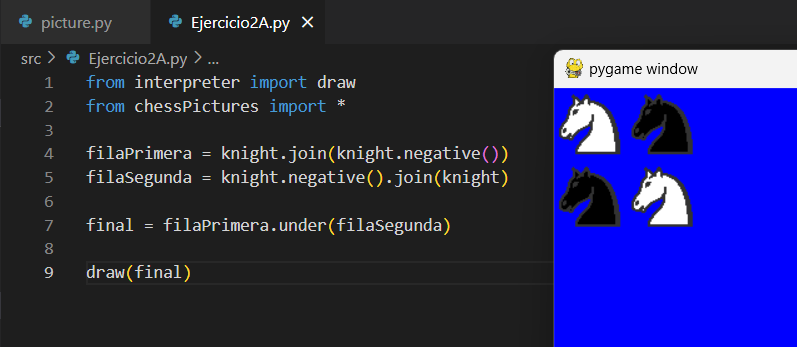 picture.py
Ejercicio2A.py ×
src > Ejercicio2A.py > ...
1 from interpreter import draw
2 from chessPictures import *
3
4 filaPrimera = knight.join(knight.negative())
5 filaSegunda = knight.negative().join(knight)
6
7 final = filaPrimera.under(filaSegunda)
8
9 draw(final)
pygame window